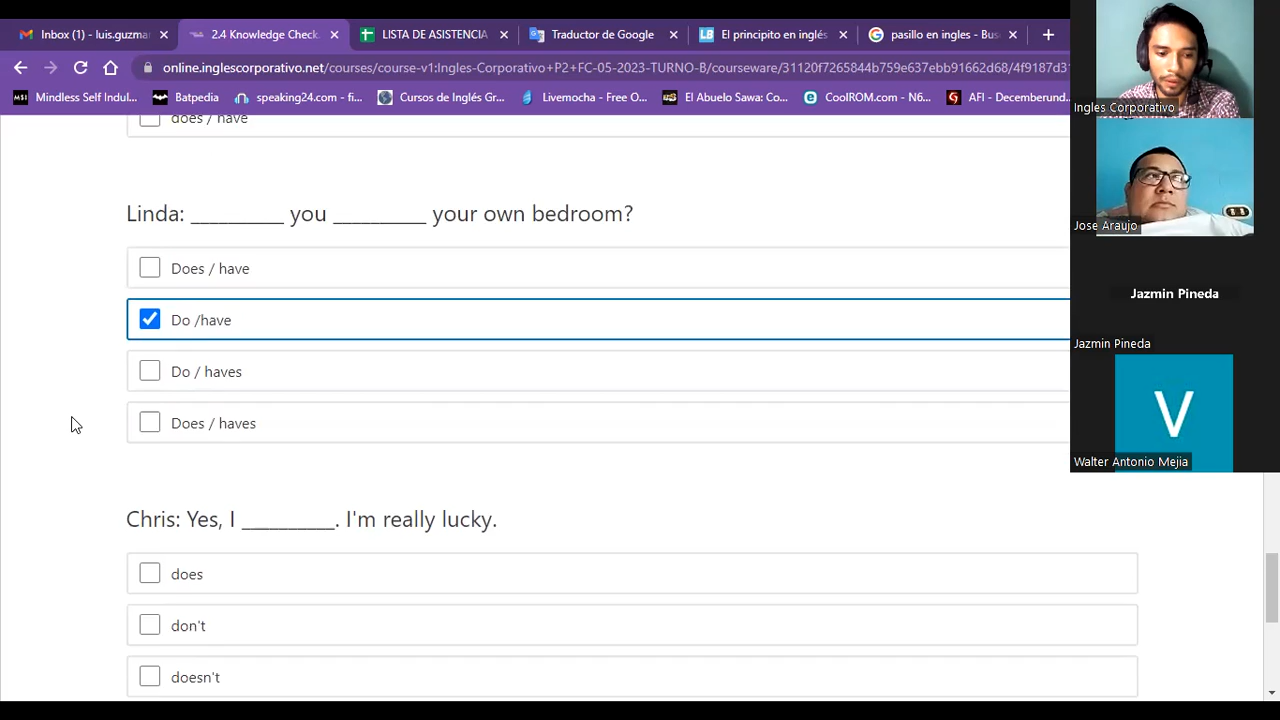 Inbox (1) - luis.guzma
2.4 Knowledge Check
LISTA DE ASISTENCIA
Traductor de Google
El principito en inglés
pasillo en ingles - Bus
online.inglescorporativo.net/courses/course-v1:Ingles-Corporativo+P2+FC-05-2023-TURNO-B/courseware/31120f7265844b759e637ebb91662d68/4f9187d3
Mindless Self Indul...
Batpedia
speaking24.com - fi...
Cursos de Inglés Gr...
Livemocha - Free O...
El Abuelo Sawa: Co...
CoolROM.com - N6...
AFI - Decemberund
does / have
Linda: __________ you __________ your own bedroom?
Does / have
Do /have
Do / haves
Does / haves
Chris: Yes, I __________. I'm really lucky.
does
don't
doesn't
Ingles Corporativo
Jose Araujo
Jazmin Pineda
Jazmin Pineda
V
Walter Antonio Mejia